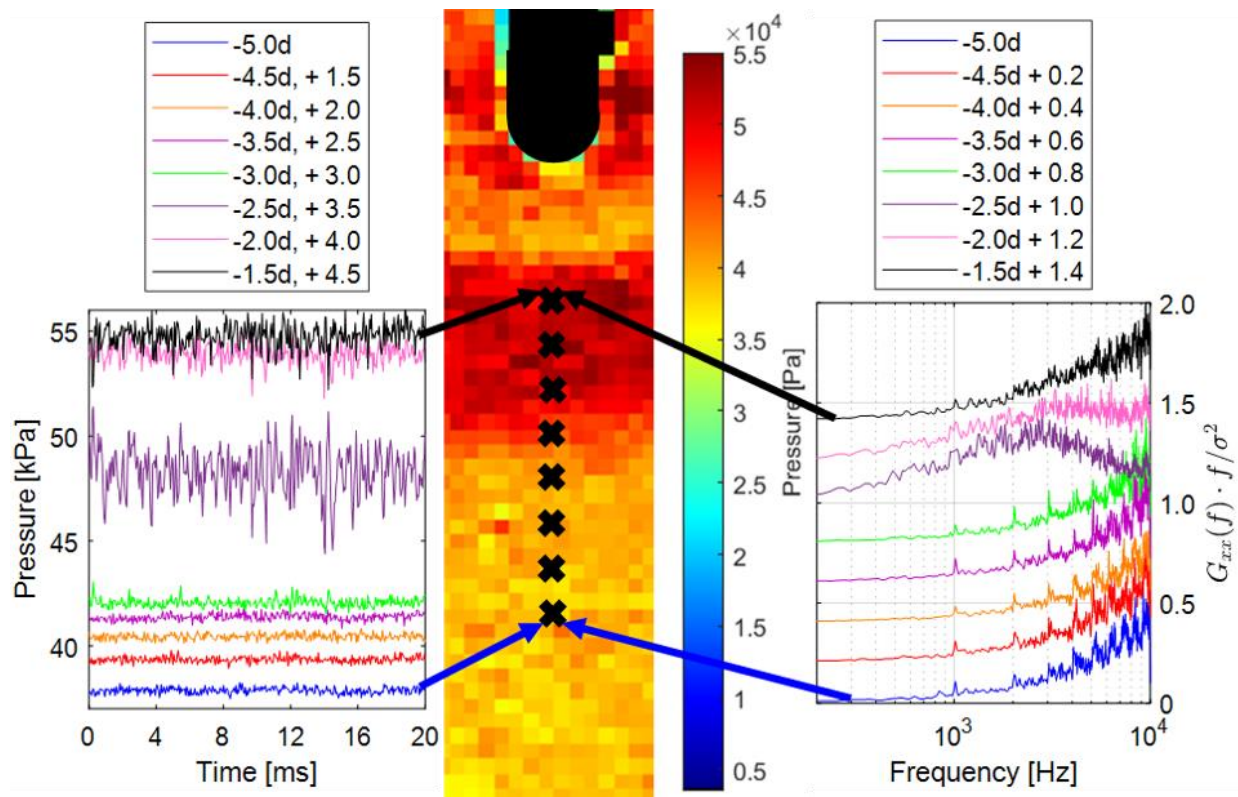 -5.0d
-4.5d, + 1.5
-4.0d, + 2.0
-3.5d, + 2.5
-3.0d, + 3.0
-2.5d, + 3.5
-2.0d, + 4.0
-1.5d, + 4.5
55
50
45
40
Pressure [kPa]
0 4 8 12 16 20
Time [ms]
×10⁴
5.5
5
4.5
4
3.5
3
2.5
2
1.5
1
0.5
Pressure [Pa]
-5.0d
-4.5d + 0.2
-4.0d + 0.4
-3.5d + 0.6
-3.0d + 0.8
-2.5d + 1.0
-2.0d + 1.2
-1.5d + 1.4
2.0
1.5
1.0
0.5
0
G_{xx}(f) · f/σ²
10³ 10⁴
Frequency [Hz]